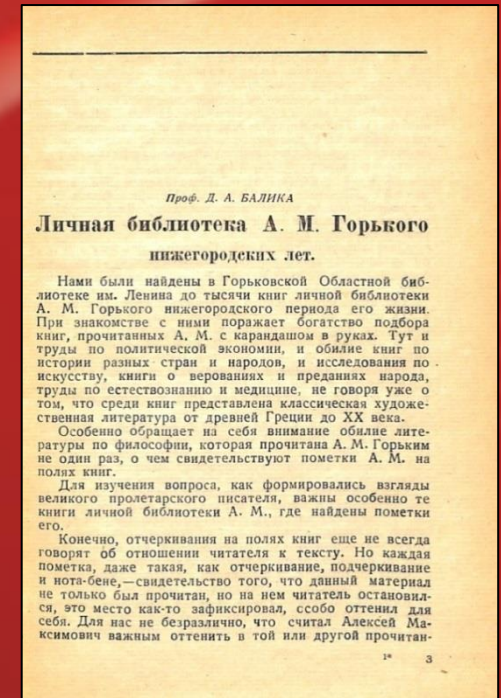 Проф. Д. А. БАЛИКА
Личная библиотека А. М. Горького
нижегородских лет.
Нами были найдены в Горьковской Областной биб-
лиотеке им. Ленина до тысячи книг личной библиотеки
А. М. Горького нижегородского периода его жизни.
При знакомстве с ними поражает богатство подбора
книг, прочитанных А. М. с карандашом в руках. Тут и
труды по политической экономии, и обилие книг по
истории разных стран и народов, и исследования по
искусству, книги о верованиях и преданиях народа,
труды по естествознанию и медицине, не говоря уже о
том, что среди книг представлена классическая художе-
ственная литература от древней Греции до XX века.
Особенно обращает на себя внимание обилие лите-
ратуры по философии, которая прочитана А. М. Горьким
не один раз, о чем свидетельствуют пометки А. М. на
полях книг.
Для изучения вопроса, как формировались взгляды
великого пролетарского писателя, важны особенно те
книги личной библиотеки А. М., где найдены пометки
его.
Конечно, отчеркивания на полях книг еще не всегда
говорят об отношении читателя к тексту. Но каждая
пометка, даже такая, как отчеркивание, подчеркивание
и нота-бене,—свидетельство того, что данный материал
не только был прочитан, но на нем читатель остановил-
ся, это место как-то зафиксировал, ссобо оттенил для
себя. Для нас не безразлично, что считал Алексей Ма-
ксимович важным оттенить в той или другой прочитан-
1* 3